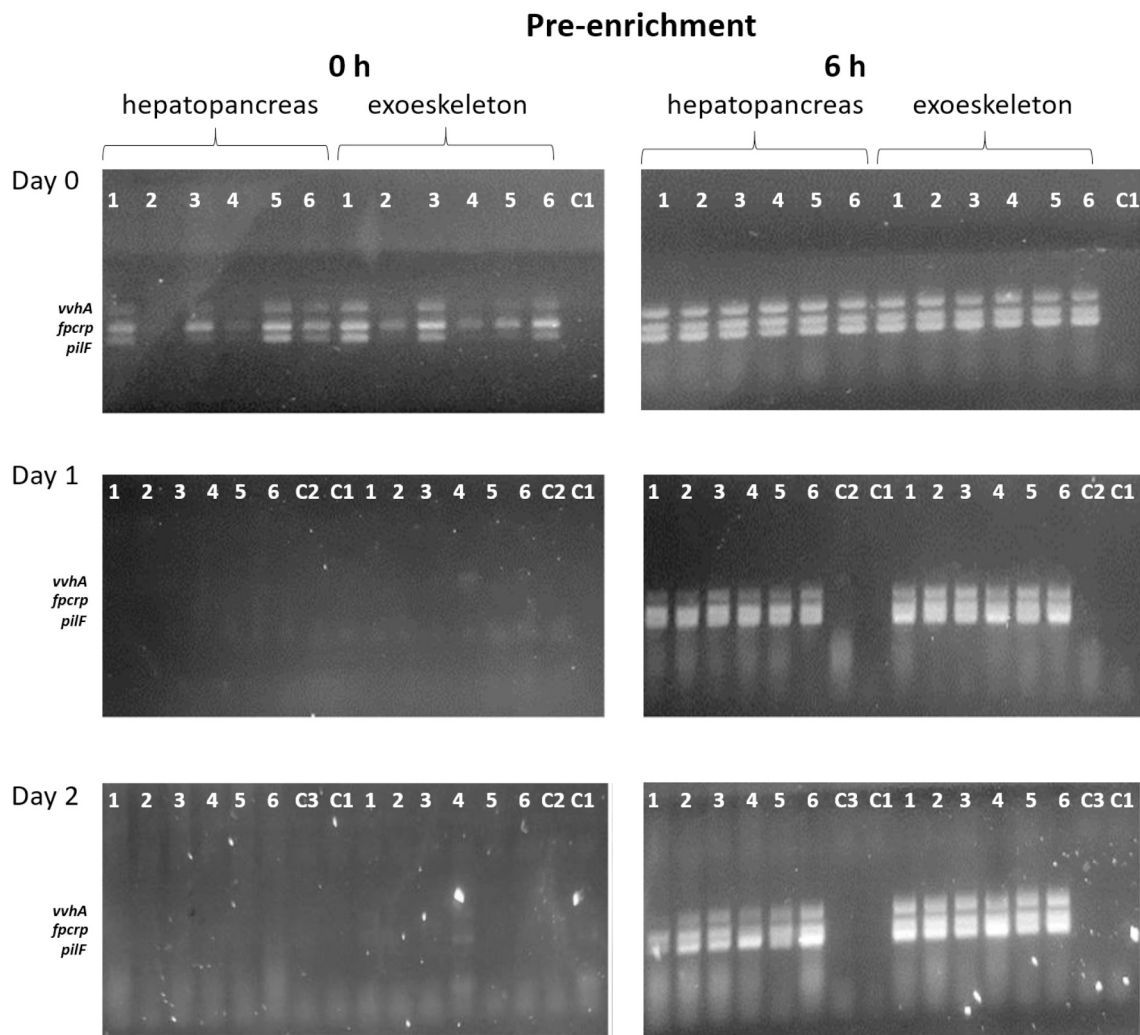 Pre-enrichment
0 h 6 h
hepatopancreas exoeskeleton hepatopancreas exoeskeleton
Day 0
1 2 3 4 5 6 1 2 3 4 5 6 C1
1 2 3 4 5 6 1 2 3 4 5 6 C1
vvhA
fpcrp
pilF
Day 1
1 2 3 4 5 6 C2 C1 1 2 3 4 5 6 C2 C1
1 2 3 4 5 6 C2 C1 1 2 3 4 5 6 C2 C1
vvhA
fpcrp
pilF
Day 2
1 2 3 4 5 6 C3 C1 1 2 3 4 5 6 C2 C1
1 2 3 4 5 6 C3 C1 1 2 3 4 5 6 C3 C1
vvhA
fpcrp
pilF